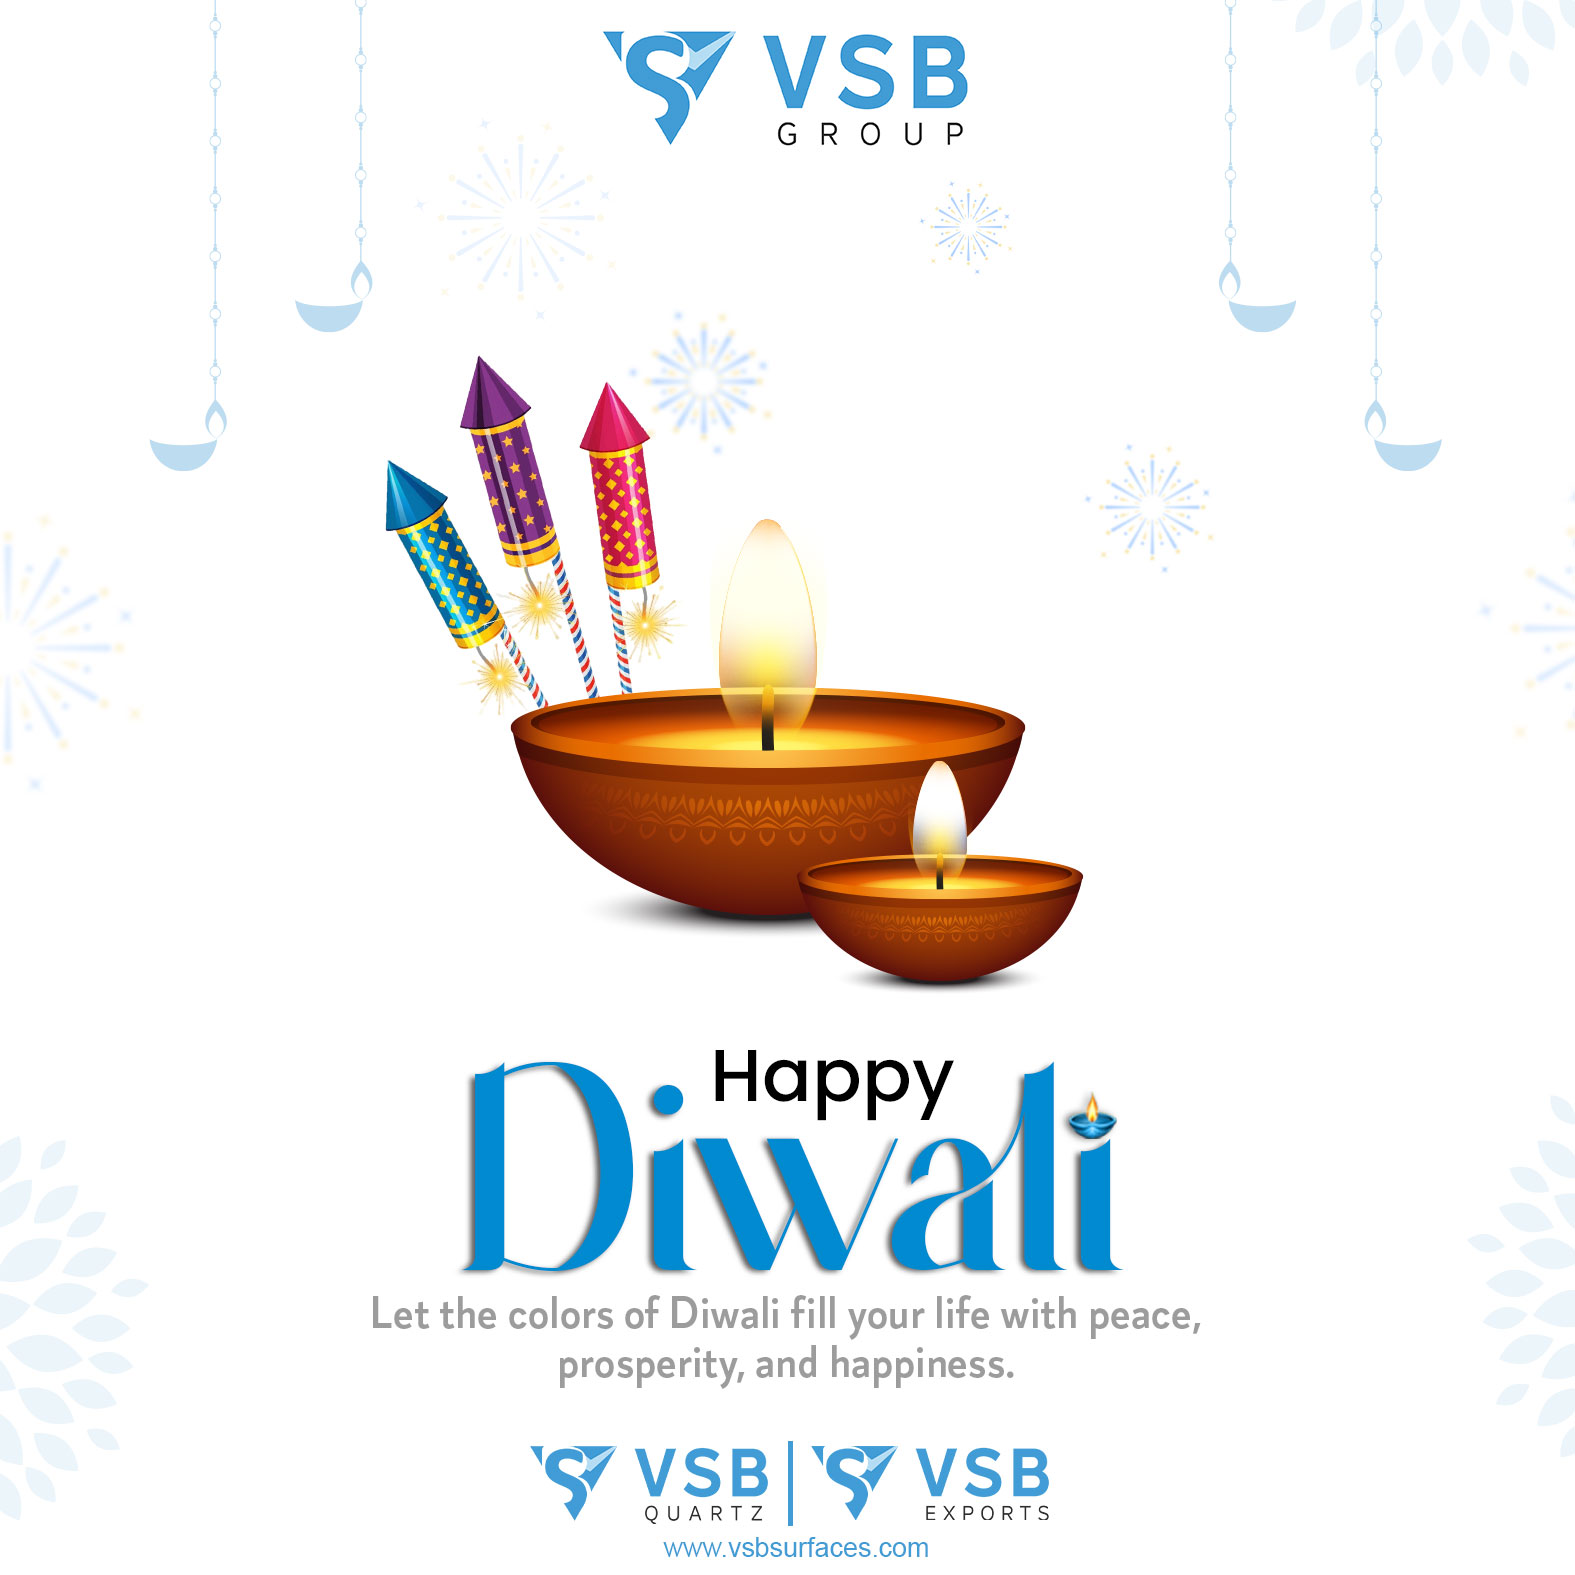 VSB
GROUP
Happy
Diwali
Let the colors of Diwali fill your life with peace,
prosperity, and happiness.
VSB
QUARTZ
VSB
EXPORTS
www.vsbsurfaces.com